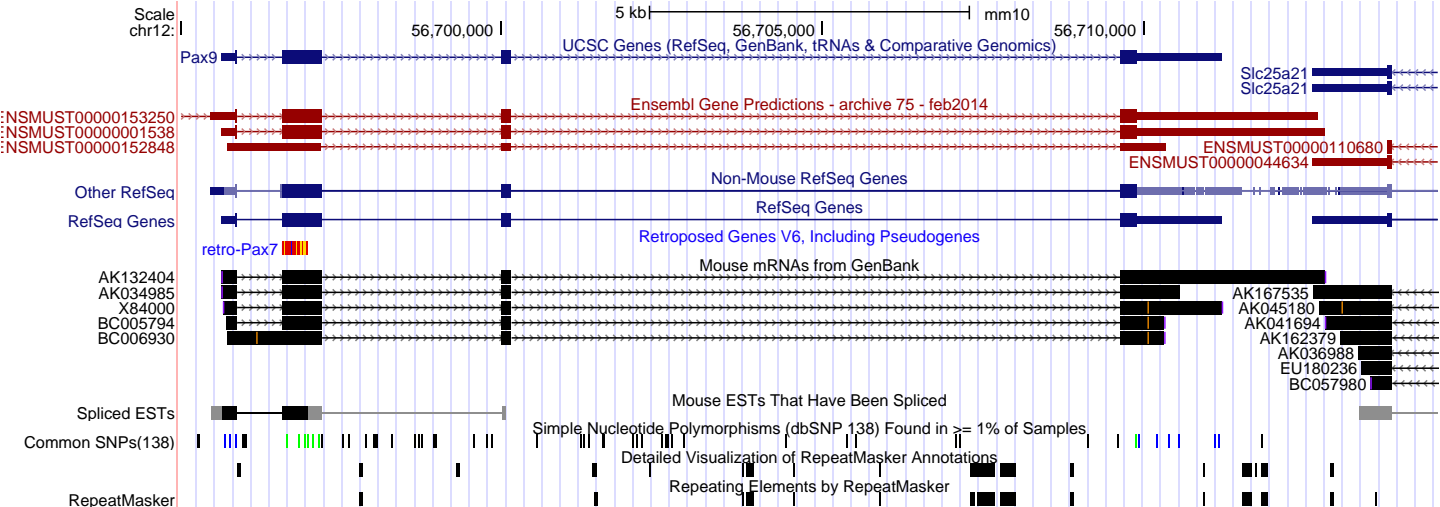 Scale 5 kb mm10
chr12: 56,700,000 56,705,000 56,710,000
UCSC Genes (RefSeq, GenBank, tRNAs & Comparative Genomics)
Pax9
Slc25a21
Slc25a21
Ensembl Gene Predictions - archive 75 - feb2014
ENSMUST00000153250
ENSMUST00000001538
ENSMUST00000152848 ENSMUST00000110680
ENSMUST00000044634
Non-Mouse RefSeq Genes
Other RefSeq
RefSeq Genes
RefSeq Genes
Retroposed Genes V6, Including Pseudogenes
retro-Pax7
Mouse mRNAs from GenBank
AK132404
AK034985 AK167535
X84000 AK045180
BC005794 AK041694
BC006930 AK162379
AK036988
EU180236
BC057980
Mouse ESTs That Have Been Spliced
Spliced ESTs
Simple Nucleotide Polymorphisms (dbSNP 138) Found in >= 1% of Samples
Common SNPs(138)
Detailed Visualization of RepeatMasker Annotations
Repeating Elements by RepeatMasker
RepeatMasker